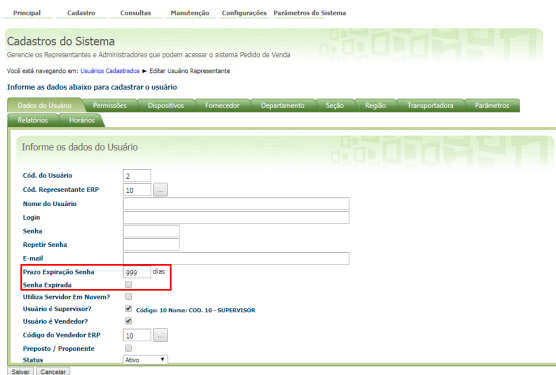 Principal Cadastro Consultas Manutenção Configurações Parâmetros do Sistema
Cadastros do Sistema
Gerencie os Representantes e Administradores que podem acessar o sistema Pedido de Venda
Você está navegando em: Usuários Cadastrados ► Editar Usuário Representante
Informe os dados abaixo para cadastrar o usuário
Dados do Usuário Permissões Dispositivos Fornecedor Departamento Seção Região Transportadora Parâmetros
Relatórios Horários
Informe os dados do Usuário
Cód. do Usuário 2
Cód. Representante ERP 10 ...
Nome do Usuário
Login
Senha
Repetir Senha
E-mail
Prazo Expiração Senha 999 dias
Senha Expirada
Utiliza Servidor Em Nuvem?
Usuário é Supervisor? Código: 10 Nome: COD. 10 - SUPERVISOR
Usuário é Vendedor?
Código do Vendedor ERP 10 ...
Preposto / Proponente
Status Ativo
Salvar Cancelar